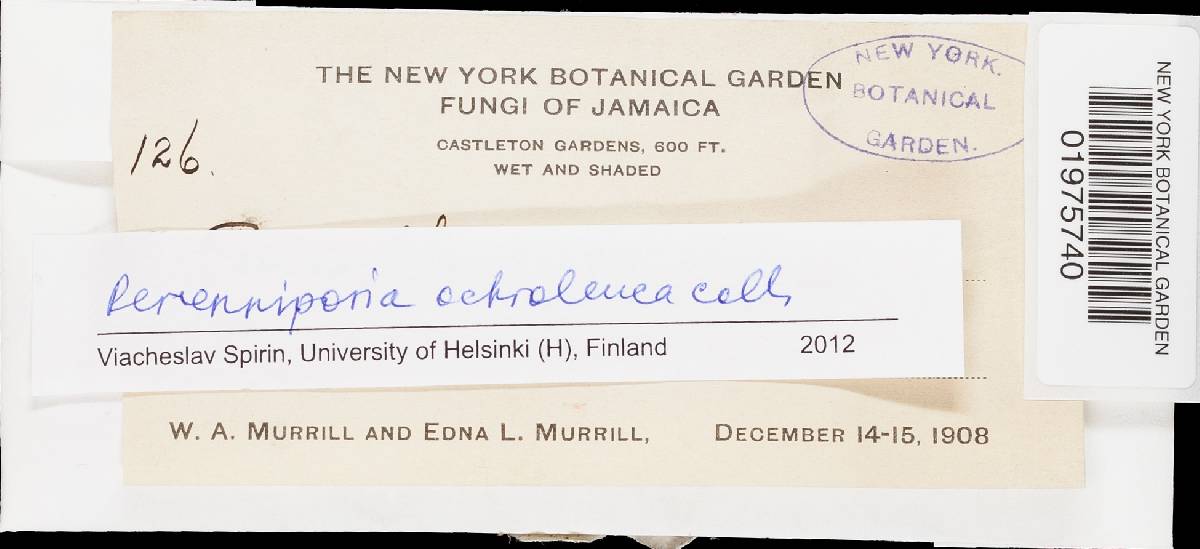 THE NEW YORK BOTANICAL GARDEN
FUNGI OF JAMAICA
CASTLETON GARDENS, 600 FT.
WET AND SHADED
126.
NEW YORK
BOTANICAL
GARDEN.
NEW YORK BOTANICAL GARDEN
01975740
Perenniporia ochroleuca coll.
Viacheslav Spirin, University of Helsinki (H), Finland 2012
W. A. MURRILL AND EDNA L. MURRILL, DECEMBER 14-15, 1908